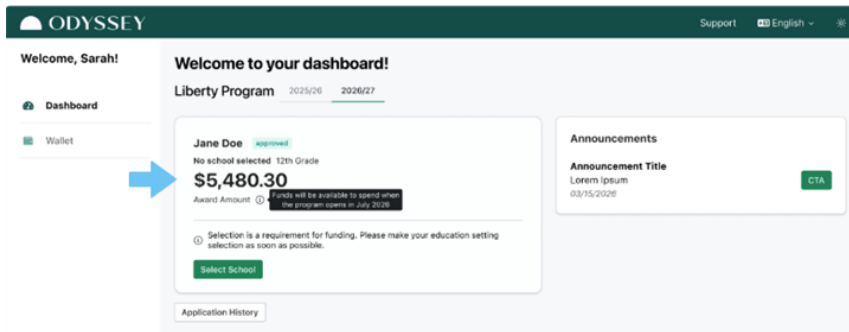 ODYSSEY
Support
English
Welcome, Sarah!
Dashboard
Wallet
Welcome to your dashboard!
Liberty Program 2025/26 2026/27
Jane Doe approved
No school selected 12th Grade
$5,480.30
Award Amount
Funds will be available to spend when
the program opens in July 2026
Selection is a requirement for funding. Please make your education setting
selection as soon as possible.
Select School
Application History
Announcements
Announcement Title
Lorem Ipsum
03/15/2026
CTA